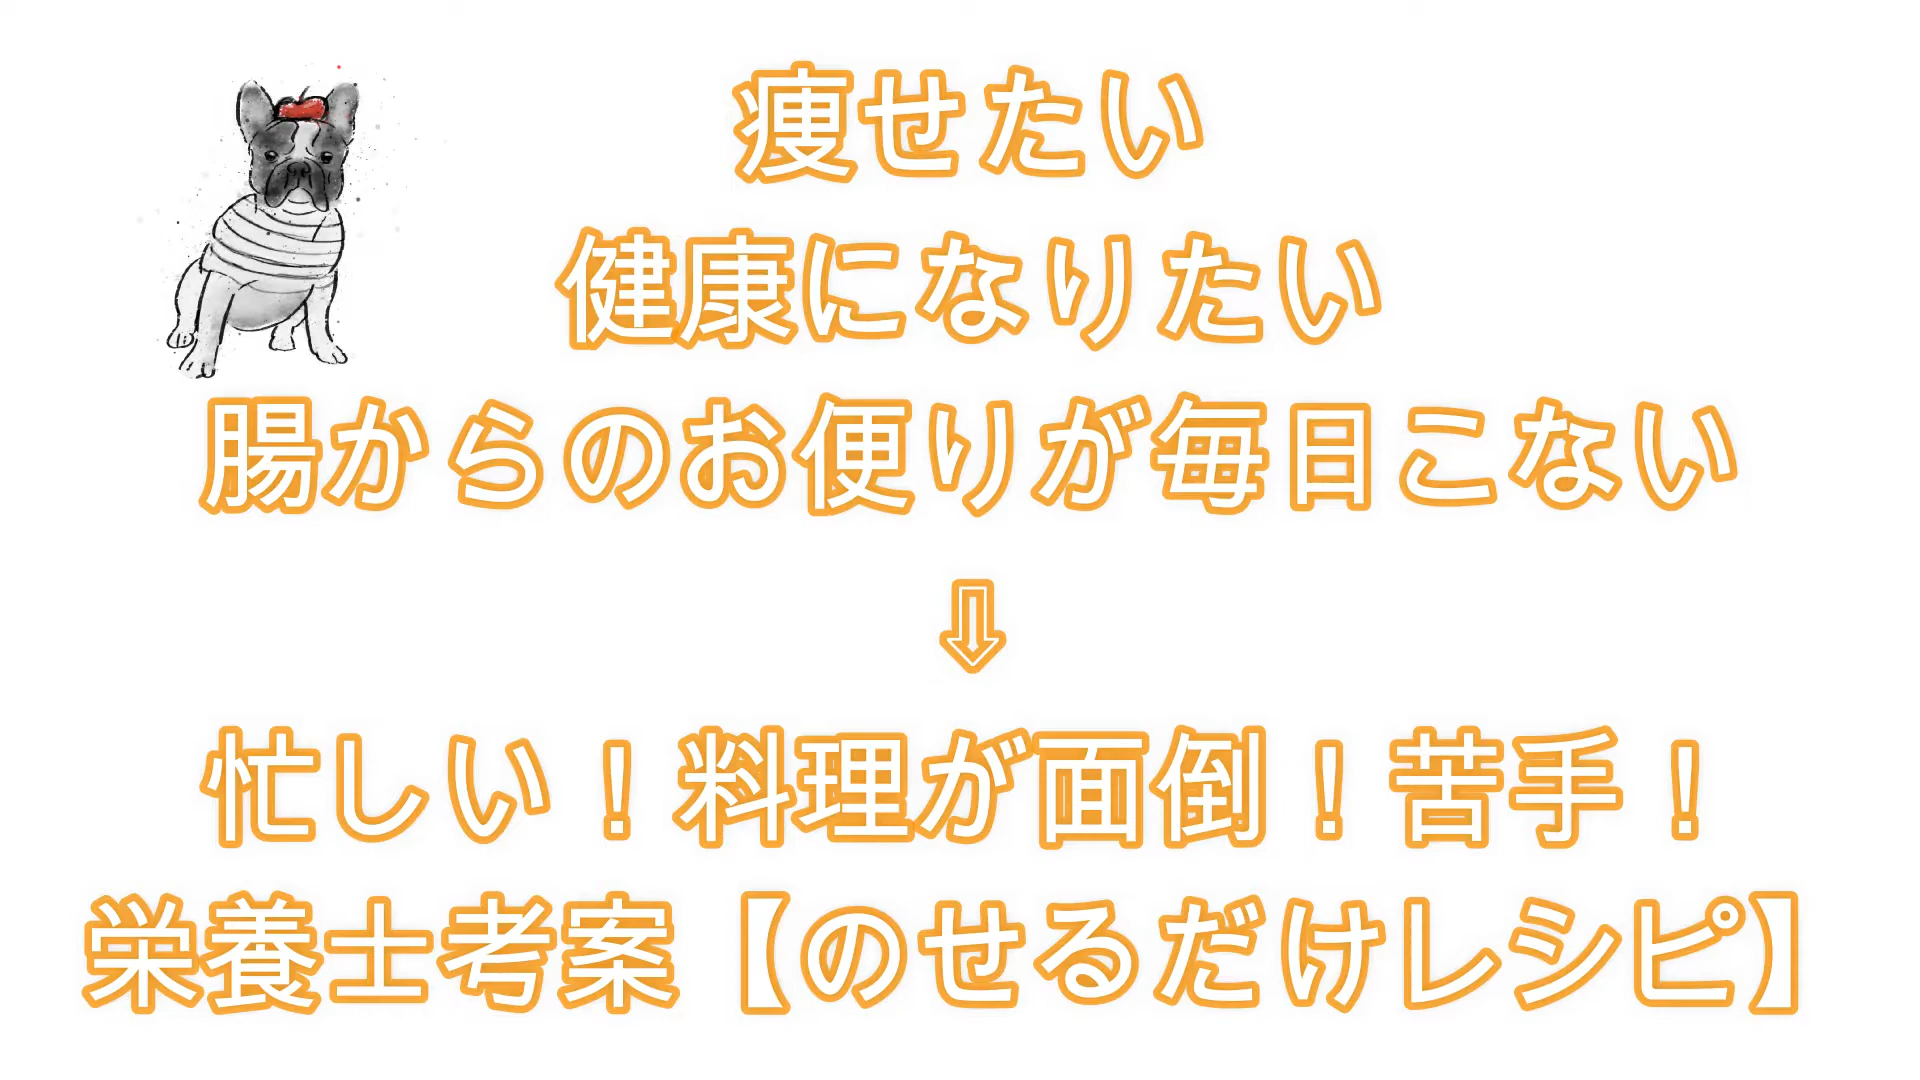 痩せたい
健康になりたい
腸からのお便りが毎日こない
⇩
忙しい！料理が面倒！苦手！
栄養士考案【のせるだけレシピ】